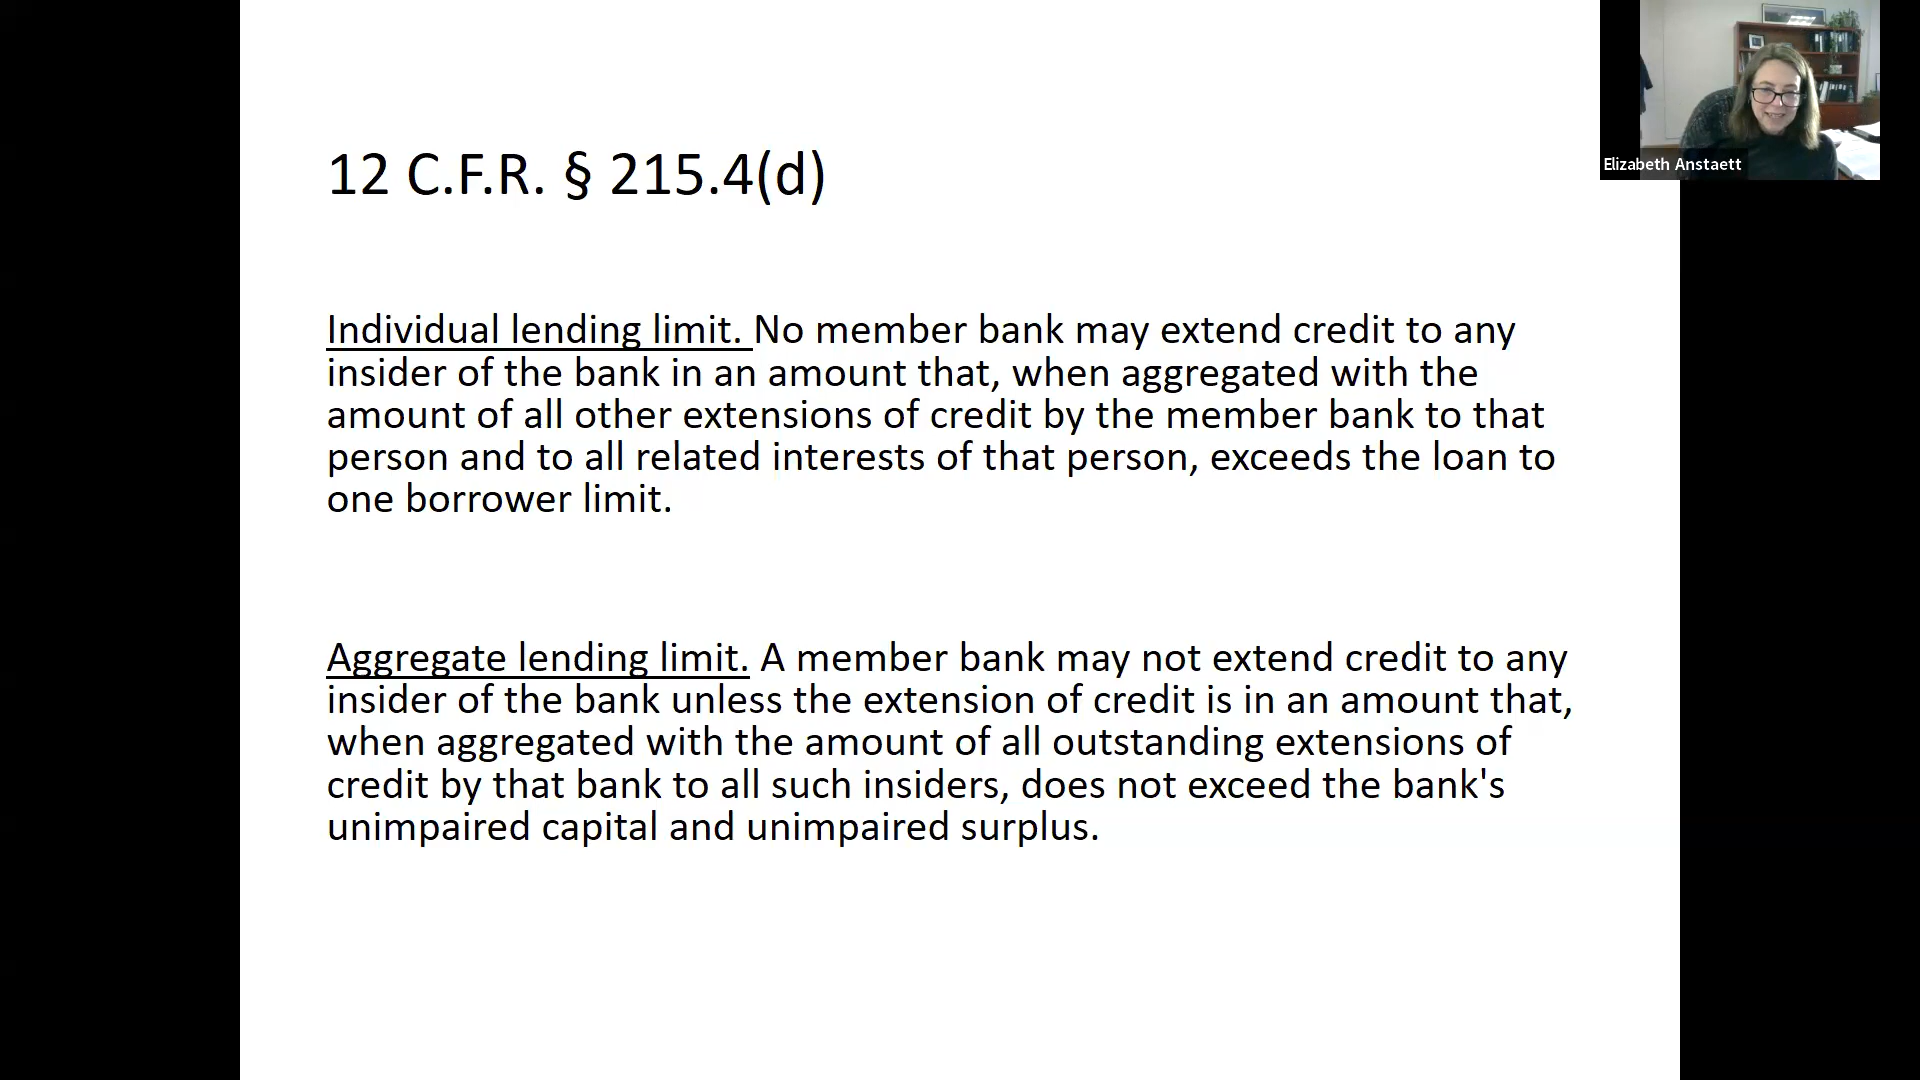 12 C.F.R. § 215.4(d)
Elizabeth Anstaett
Individual lending limit. No member bank may extend credit to any
insider of the bank in an amount that, when aggregated with the
amount of all other extensions of credit by the member bank to that
person and to all related interests of that person, exceeds the loan to
one borrower limit.
Aggregate lending limit. A member bank may not extend credit to any
insider of the bank unless the extension of credit is in an amount that,
when aggregated with the amount of all outstanding extensions of
credit by that bank to all such insiders, does not exceed the bank's
unimpaired capital and unimpaired surplus.